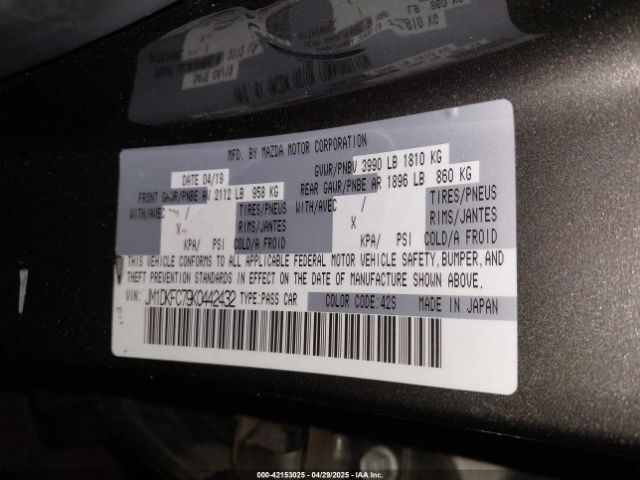 MFD. BY MAZDA MOTOR CORPORATION
DATE 04/19 GVWR/PNBV 3990 LB 1810 KG
FRONT GAWR/PNBE AV 2112 LB 958 KG REAR GAWR/PNBE AR 1896 LB 860 KG
WITH/AVEC / TIRES/PNEUS WITH/AVEC / TIRES/PNEUS
X RIMS/JANTES X RIMS/JANTES
KPA/ PSI COLD/A FROID KPA/ PSI COLD/A FROID
THIS VEHICLE CONFORMS TO ALL APPLICABLE FEDERAL MOTOR VEHICLE SAFETY, BUMPER, AND
THEFT PREVENTION STANDARDS IN EFFECT ON THE DATE OF MANUFACTURE SHOWN ABOVE.
VIN: JM1DKFC79K0442432 TYPE:PASS CAR COLOR CODE 42S MADE IN JAPAN
000-42153025 04/29/2025 IAAI.COM